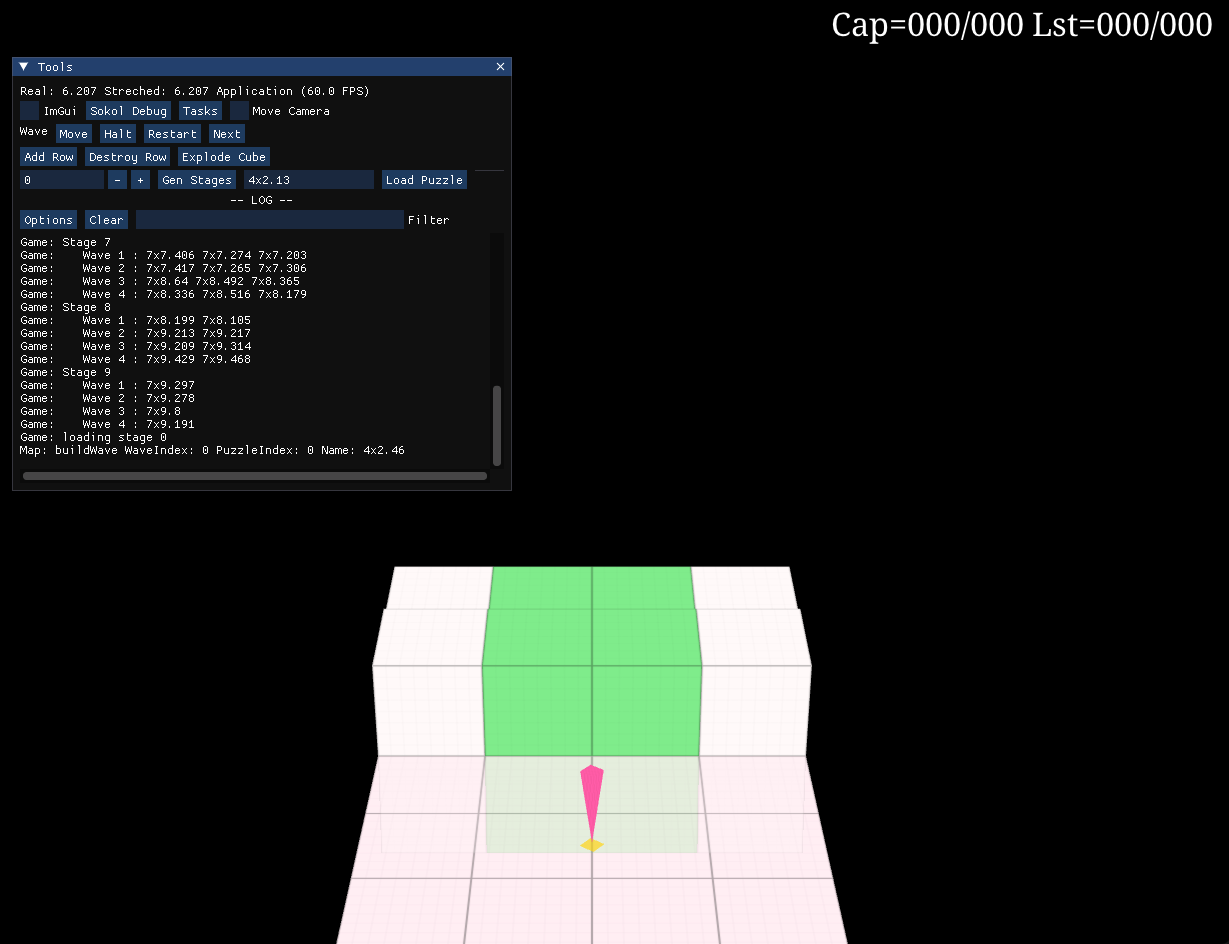 Cap=000/000 Lst=000/000
Tools
Real: 6.207 Streched: 6.207 Application (60.0 FPS)
ImGui Sokol Debug Tasks Move Camera
Wave Move Halt Restart Next
Add Row Destroy Row Explode Cube
0 - + Gen Stages 4x2.13 Load Puzzle
-- LOG --
Options Clear Filter
Game: Stage 7
Game: Wave 1 : 7x7.406 7x7.274 7x7.203
Game: Wave 2 : 7x7.417 7x7.265 7x7.306
Game: Wave 3 : 7x8.64 7x8.492 7x8.365
Game: Wave 4 : 7x8.336 7x8.516 7x8.179
Game: Stage 8
Game: Wave 1 : 7x8.199 7x8.105
Game: Wave 2 : 7x9.213 7x9.217
Game: Wave 3 : 7x9.209 7x9.314
Game: Wave 4 : 7x9.429 7x9.468
Game: Stage 9
Game: Wave 1 : 7x9.297
Game: Wave 2 : 7x9.278
Game: Wave 3 : 7x9.8
Game: Wave 4 : 7x9.191
Game: loading stage 0
Map: buildWave WaveIndex: 0 PuzzleIndex: 0 Name: 4x2.46